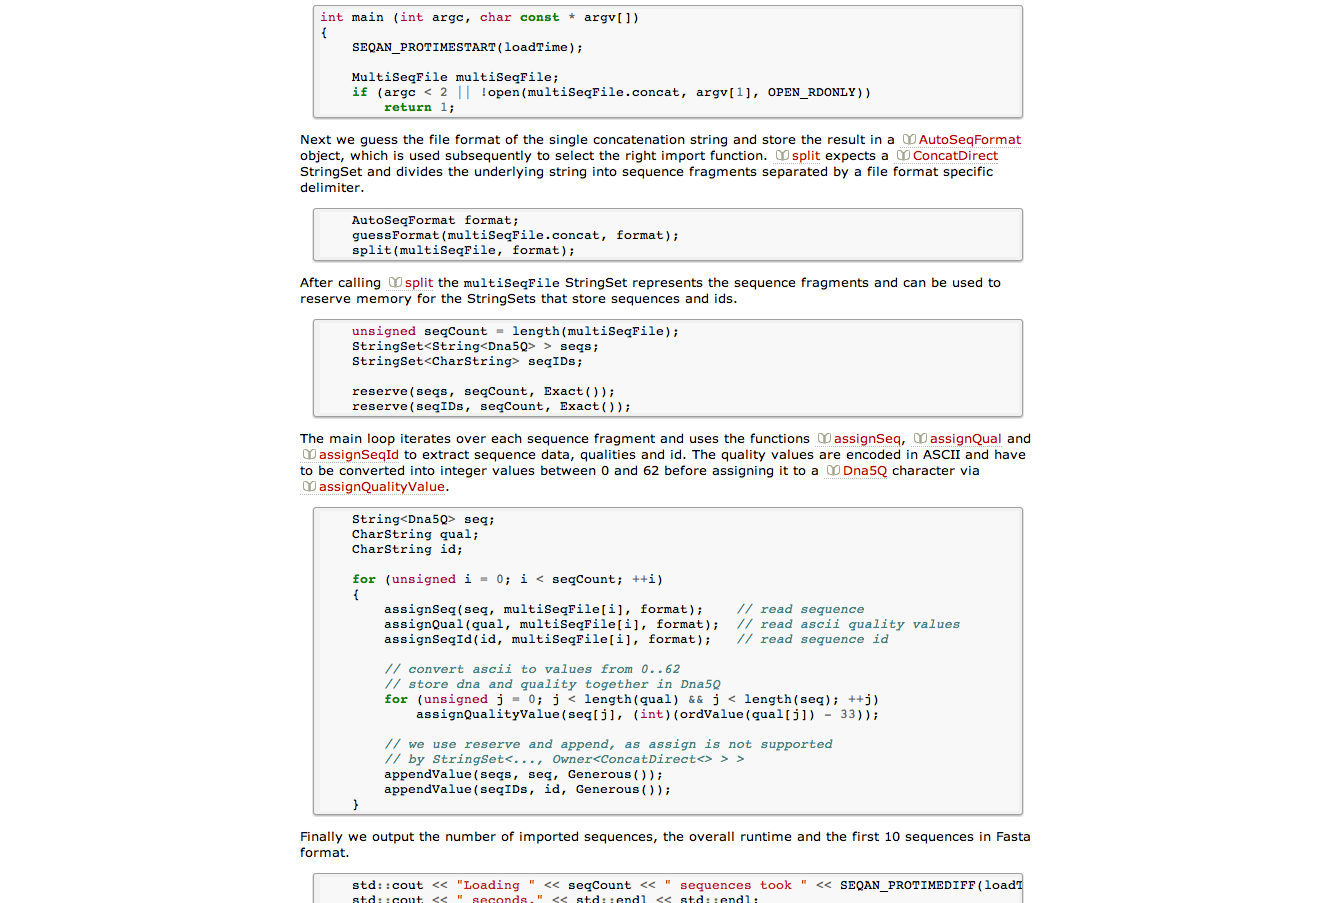 int main (int argc, char const * argv[])
{
SEQAN_PROTIMESTART(loadTime);
MultiSeqFile multiSeqFile;
if (argc < 2 || !open(multiSeqFile.concat, argv[1], OPEN_RDONLY))
return 1;
Next we guess the file format of the single concatenation string and store the result in a AutoSeqFormat
object, which is used subsequently to select the right import function. split expects a ConcatDirect
StringSet and divides the underlying string into sequence fragments separated by a file format specific
delimiter.
AutoSeqFormat format;
guessFormat(multiSeqFile.concat, format);
split(multiSeqFile, format);
After calling split the multiSeqFile StringSet represents the sequence fragments and can be used to
reserve memory for the StringSets that store sequences and ids.
unsigned seqCount = length(multiSeqFile);
StringSet<String<Dna5Q> > seqs;
StringSet<CharString> seqIDs;
reserve(seqs, seqCount, Exact());
reserve(seqIDs, seqCount, Exact());
The main loop iterates over each sequence fragment and uses the functions assignSeq, assignQual and
assignSeqId to extract sequence data, qualities and id. The quality values are encoded in ASCII and have
to be converted into integer values between 0 and 62 before assigning it to a Dna5Q character via
assignQualityValue.
String<Dna5Q> seq;
CharString qual;
CharString id;
for (unsigned i = 0; i < seqCount; ++i)
{
assignSeq(seq, multiSeqFile[i], format); // read sequence
assignQual(qual, multiSeqFile[i], format); // read ascii quality values
assignSeqId(id, multiSeqFile[i], format); // read sequence id
// convert ascii to values from 0..62
// store dna and quality together in Dna5Q
for (unsigned j = 0; j < length(qual) && j < length(seq); ++j)
assignQualityValue(seq[j], (int)(ordValue(qual[j]) - 33));
// we use reserve and append, as assign is not supported
// by StringSet<..., Owner<ConcatDirect<> > >
appendValue(seqs, seq, Generous());
appendValue(seqIDs, id, Generous());
}
Finally we output the number of imported sequences, the overall runtime and the first 10 sequences in Fasta
format.
std::cout << "Loading " << seqCount << " sequences took " << SEQAN_PROTIMEDIFF(loadT
std::cout << " seconds." << std::endl << std::endl;